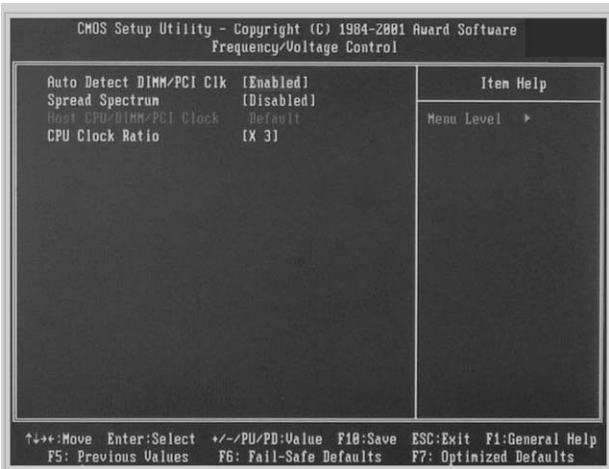 CMOS Setup Utility - Copyright (C) 1984-2001 Award Software
Frequency/Voltage Control
Auto Detect DIMM/PCI Clk [Enabled]
Spread Spectrum [Disabled]
Host CPU/DIMM/PCI Clock Default
CPU Clock Ratio [X 3]
Item Help
Menu Level ▸
↑↓→←:Move Enter:Select +/-/PU/PD:Value F10:Save ESC:Exit F1:General Help
F5: Previous Values F6: Fail-Safe Defaults F7: Optimized Defaults